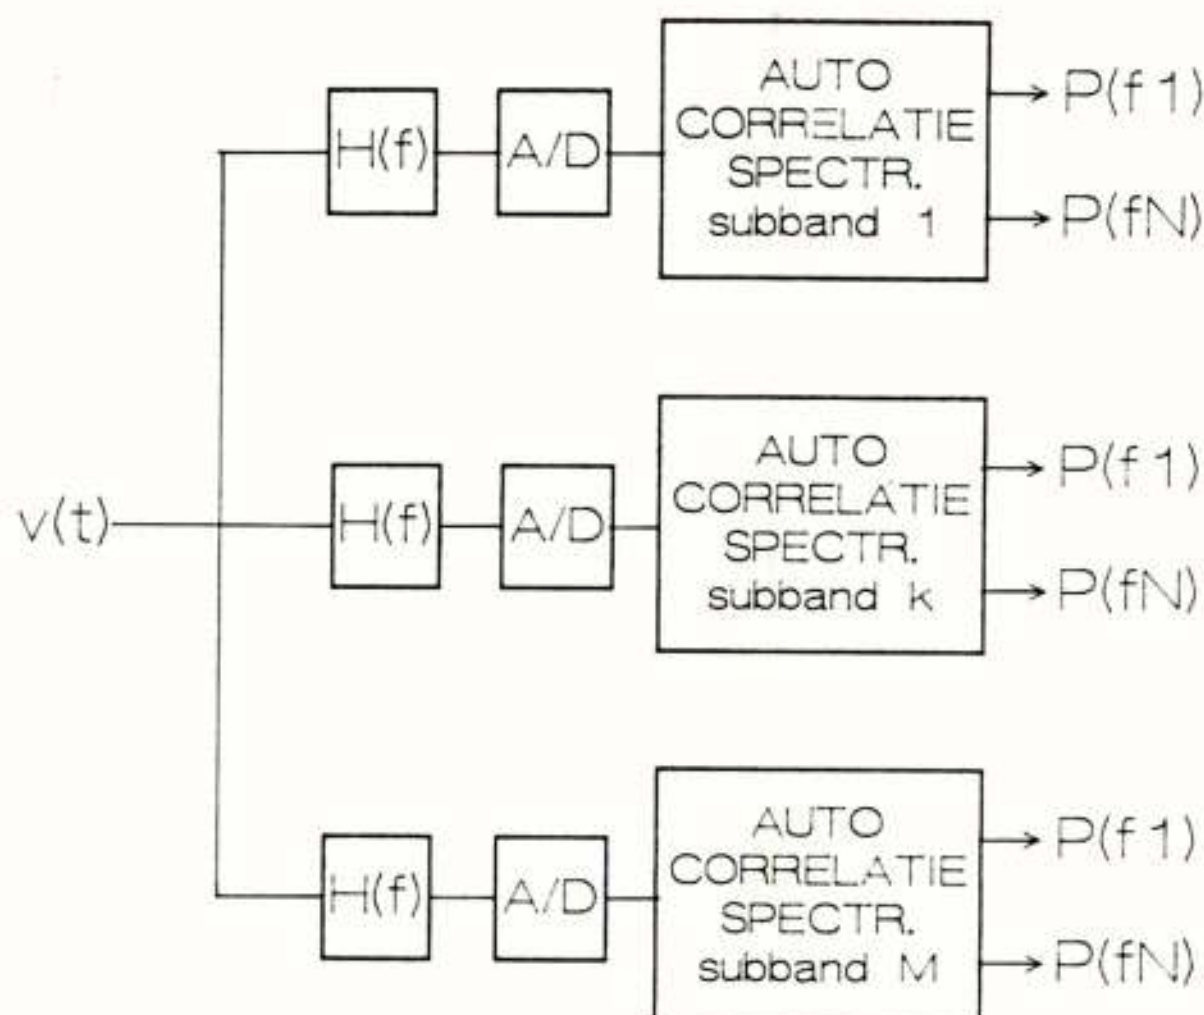 H(f)
A/D
AUTO
CORRELATIE
SPECTR.
subband 1
P(f1)
P(fN)
v(t)
H(f)
A/D
AUTO
CORRELATIE
SPECTR.
subband k
P(f1)
P(fN)
H(f)
A/D
AUTO
CORRELATIE
SPECTR.
subband M
P(f1)
P(fN)